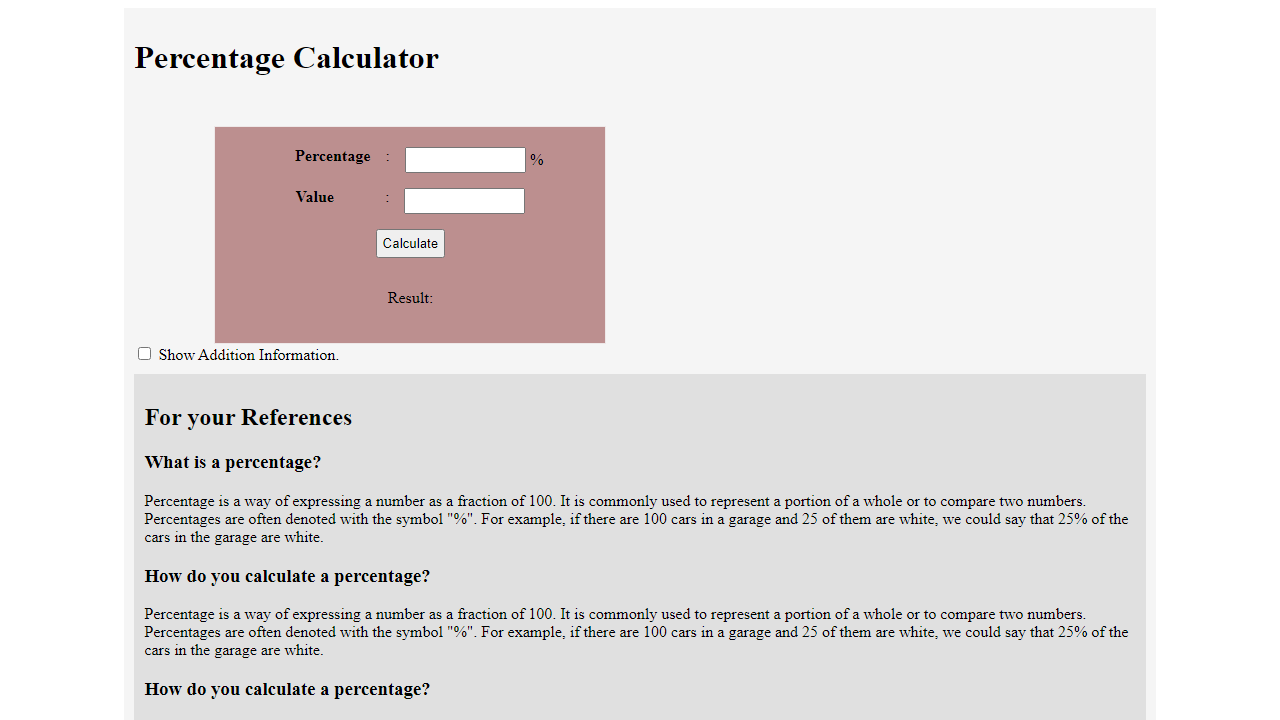 Percentage Calculator
Percentage : %
Value :
Calculate
Result:
Show Addition Information.
For your References
What is a percentage?
Percentage is a way of expressing a number as a fraction of 100. It is commonly used to represent a portion of a whole or to compare two numbers.
Percentages are often denoted with the symbol "%". For example, if there are 100 cars in a garage and 25 of them are white, we could say that 25% of the
cars in the garage are white.
How do you calculate a percentage?
Percentage is a way of expressing a number as a fraction of 100. It is commonly used to represent a portion of a whole or to compare two numbers.
Percentages are often denoted with the symbol "%". For example, if there are 100 cars in a garage and 25 of them are white, we could say that 25% of the
cars in the garage are white.
How do you calculate a percentage?